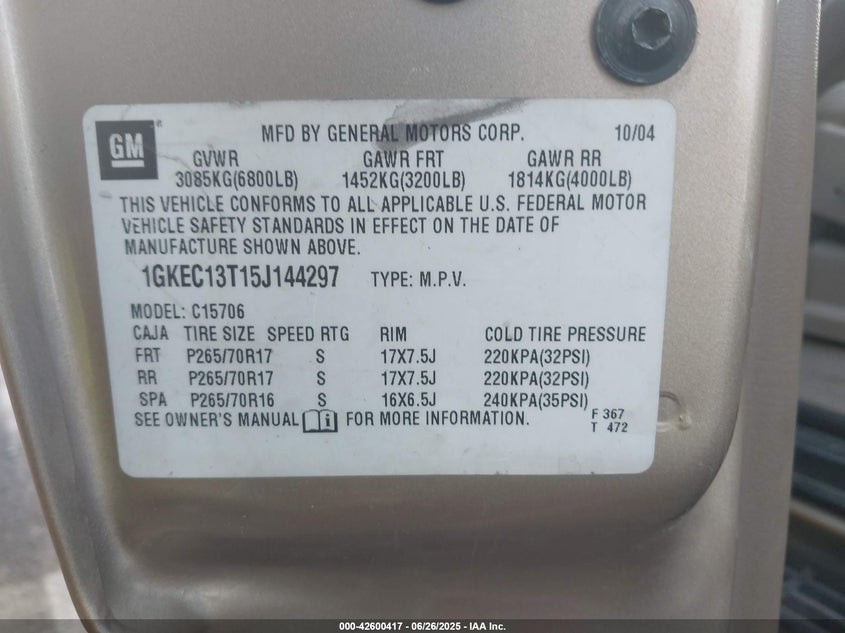 GM
MFD BY GENERAL MOTORS CORP. 10/04
GVWR GAWR FRT GAWR RR
3085KG(6800LB) 1452KG(3200LB) 1814KG(4000LB)
THIS VEHICLE CONFORMS TO ALL APPLICABLE U.S. FEDERAL MOTOR
VEHICLE SAFETY STANDARDS IN EFFECT ON THE DATE OF
MANUFACTURE SHOWN ABOVE.
1GKEC13T15J144297 TYPE: M.P.V.
MODEL: C15706
CAJA TIRE SIZE SPEED RTG RIM COLD TIRE PRESSURE
FRT P265/70R17 S 17X7.5J 220KPA(32PSI)
RR P265/70R17 S 17X7.5J 220KPA(32PSI)
SPA P265/70R16 S 16X6.5J 240KPA(35PSI)
SEE OWNER'S MANUAL FOR MORE INFORMATION.
F 367
T 472
000-42600417 - 06/26/2025 - IAA Inc.